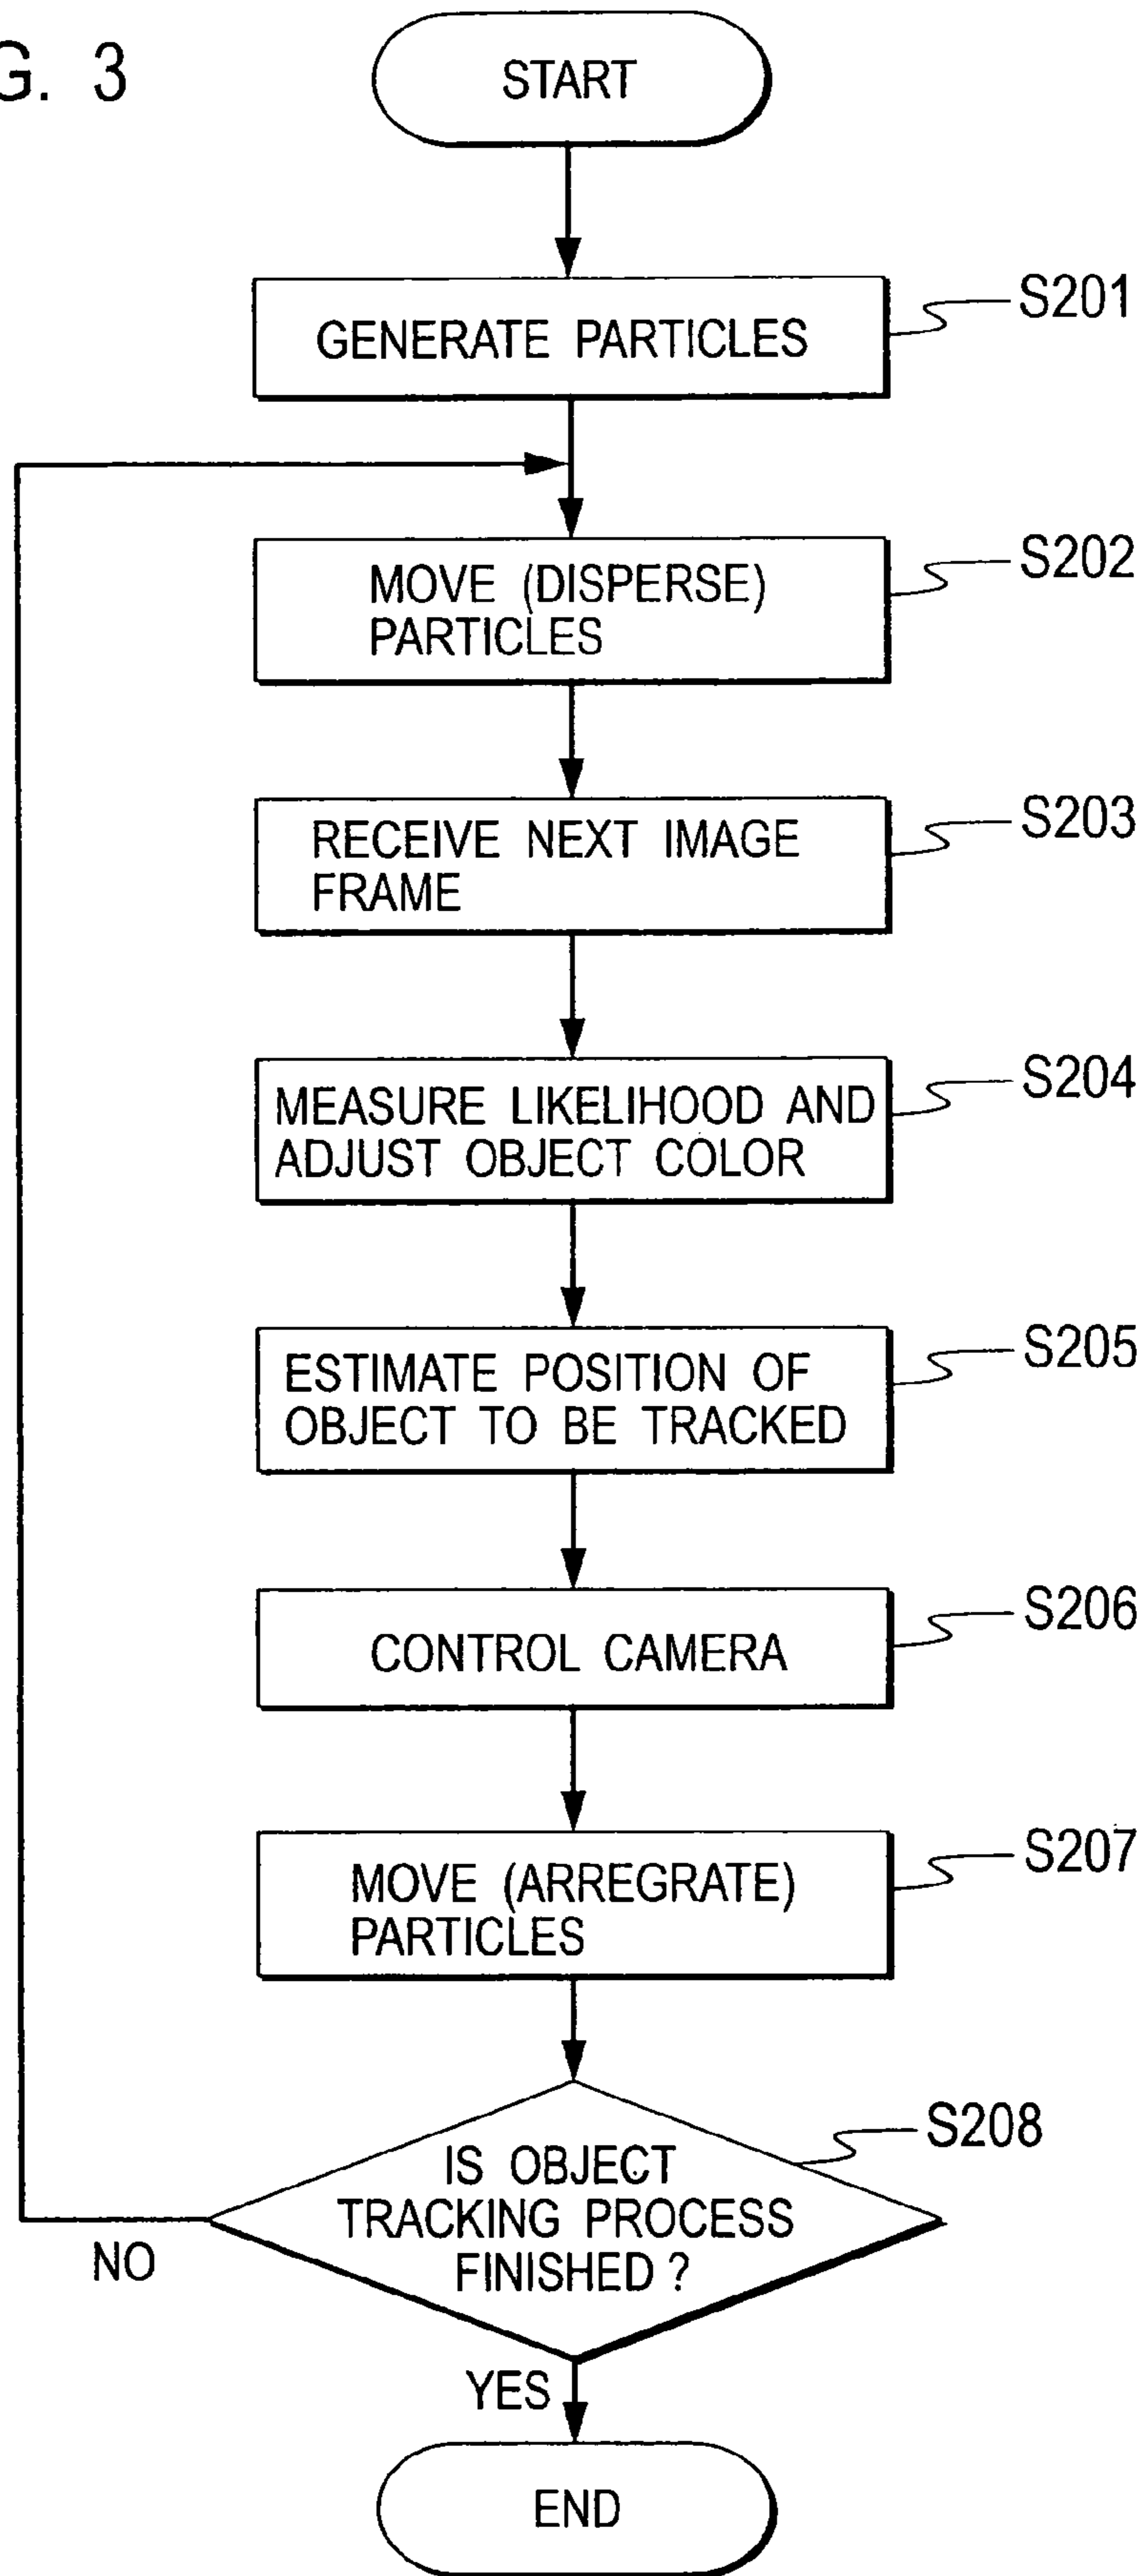 G. 3
START
GENERATE PARTICLES
S201
MOVE (DISPERSE)
PARTICLES
S202
RECEIVE NEXT IMAGE
FRAME
S203
MEASURE LIKELIHOOD AND
ADJUST OBJECT COLOR
S204
ESTIMATE POSITION OF
OBJECT TO BE TRACKED
S205
CONTROL CAMERA
S206
MOVE (ARREGRATE)
PARTICLES
S207
IS OBJECT
TRACKING PROCESS
FINISHED ?
S208
NO
YES
END